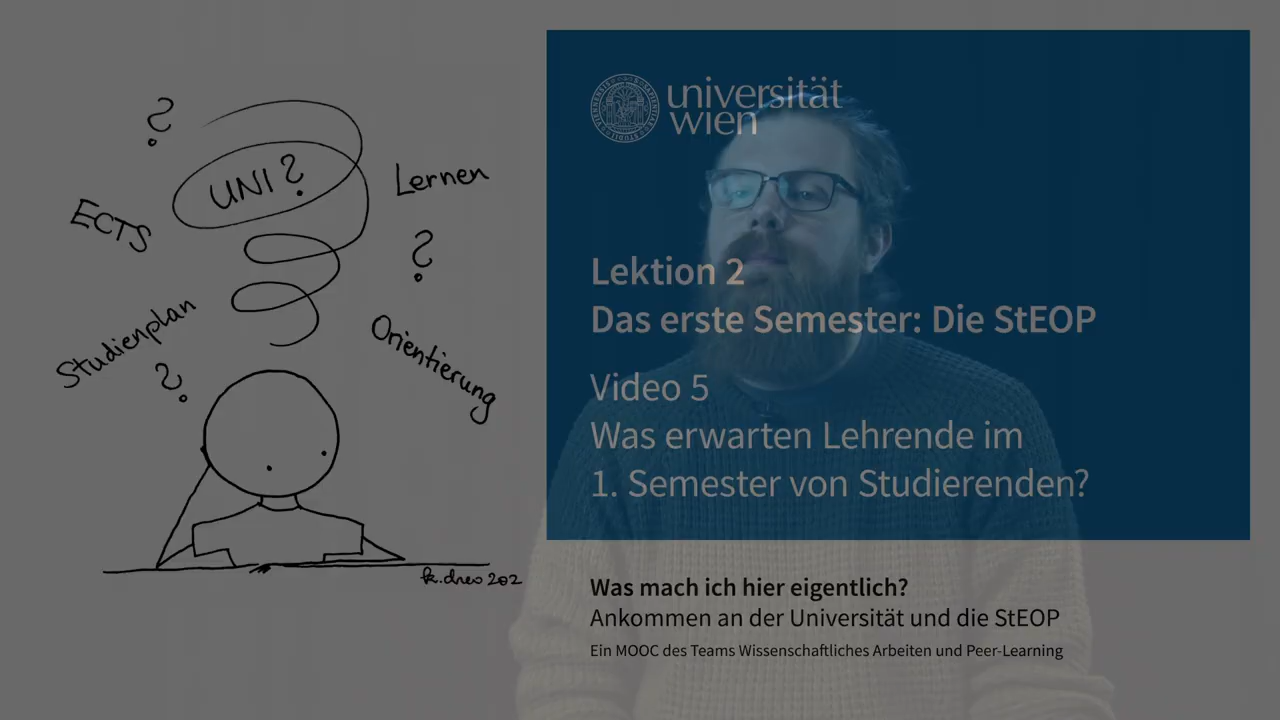 ?
UNI?
Lernen
ECTS
?
Studienplan
?
Orientierung
universität
wien
Lektion 2
Das erste Semester: Die StEOP
Video 5
Was erwarten Lehrende im
1. Semester von Studierenden?
Was mach ich hier eigentlich?
Ankommen an der Universität und die StEOP
Ein MOOC des Teams Wissenschaftliches Arbeiten und Peer-Learning